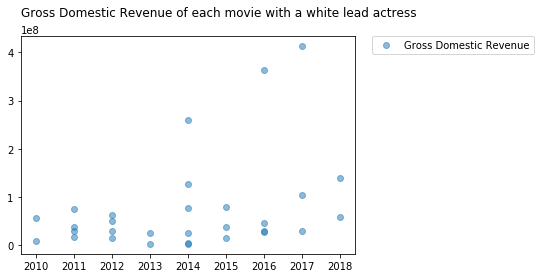 Gross Domestic Revenue of each movie with a white lead actress
1e8
Gross Domestic Revenue
4
3
2
1
0
2010 2011 2012 2013 2014 2015 2016 2017 2018